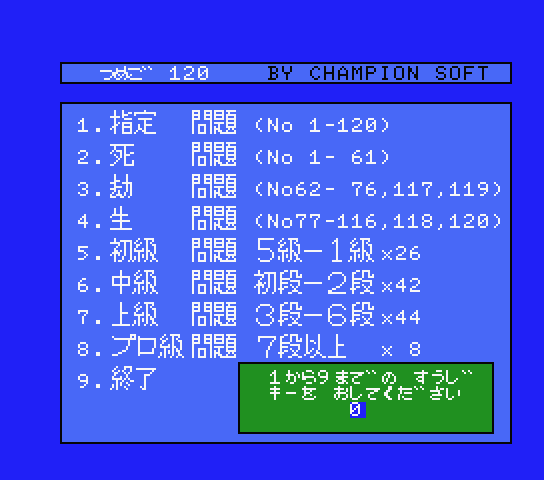 つめご 120 BY CHAMPION SOFT
1.指定 問題 (No 1-120)
2.死 問題 (No 1- 61)
3.劫 問題 (No62- 76,117,119)
4.生 問題 (No77-116,118,120)
5.初級 問題 5級ー1級 ×26
6.中級 問題 初段ー2段 ×42
7.上級 問題 3段ー6段 ×44
8.プロ級 問題 7段以上 × 8
9.終了
1から9までの すうじ
キーを おしてください
0